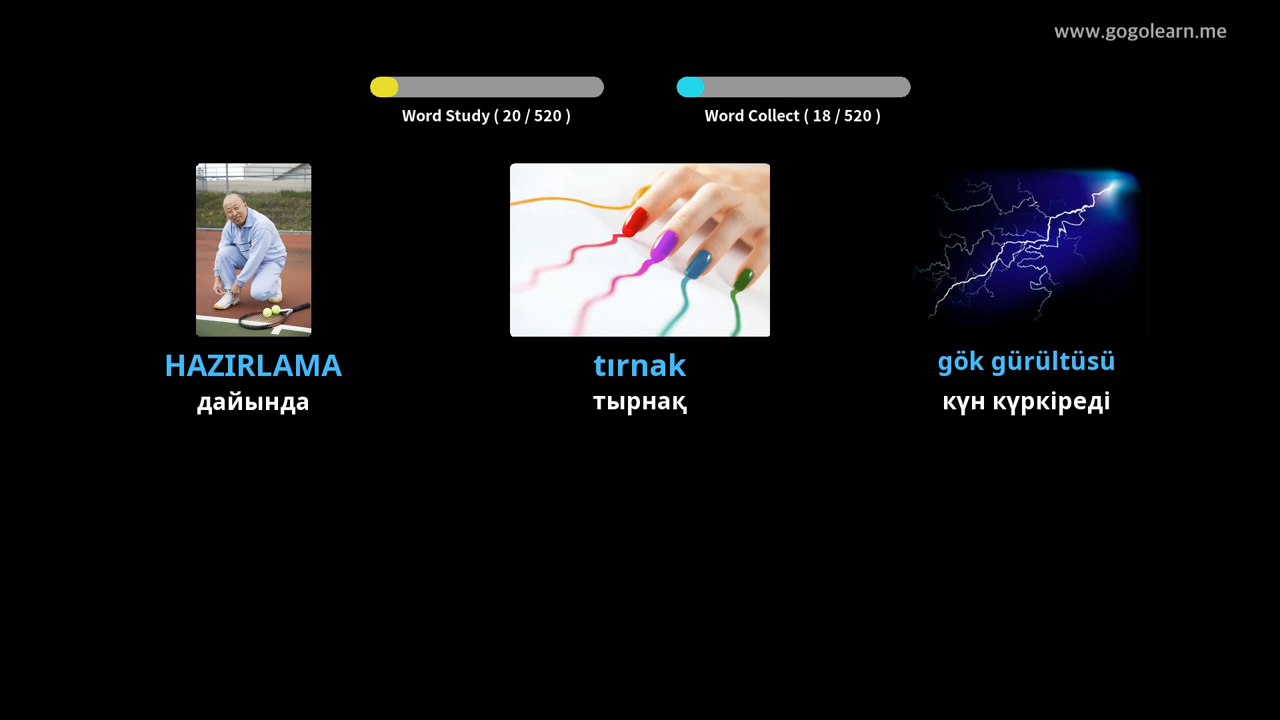 www.gogolearn.me
Word Study ( 20 / 520 )
Word Collect ( 18 / 520 )
HAZIRLAMA
дайында
tırnak
тырнақ
gök gürültüsü
күн күркіреді